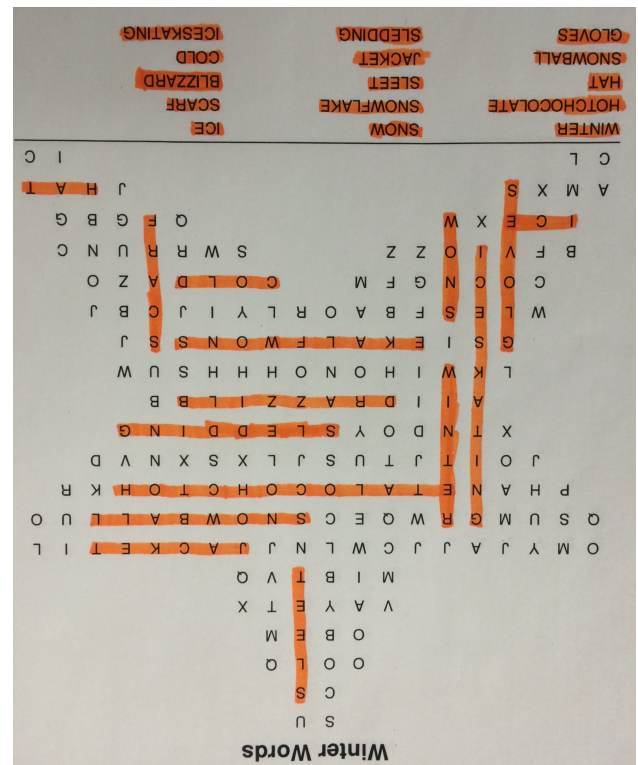 Winter Words
S U
C S
O O L Q
O B E M
V A Y E T X
M I B T V Q
O M Y J A J J C W L N J J A C K E T I L
Q S U M G R W Q E C S N O W B A L L U O
P H A N E T A L O C O H C T O H K R
J O I T J T U S J L X S X N V D
X T N D O Y S L E D D I N G
A I I D R A Z Z I L B B
L K W I H O N O H H H S U W
G S I E K A L F W O N S S J
W L E S F B A O R L Y I J C B J
C O C N G F M C O L D A Z O
B F V I O Z Z S W R R U N C
I C E X W Q F G B G
A M X S J H A T
C L I C
WINTER SNOW ICE
HOTCHOCOLATE SNOWFLAKE SCARF
HAT SLEET BLIZZARD
SNOWBALL JACKET COLD
GLOVES SLEDDING ICESKATING